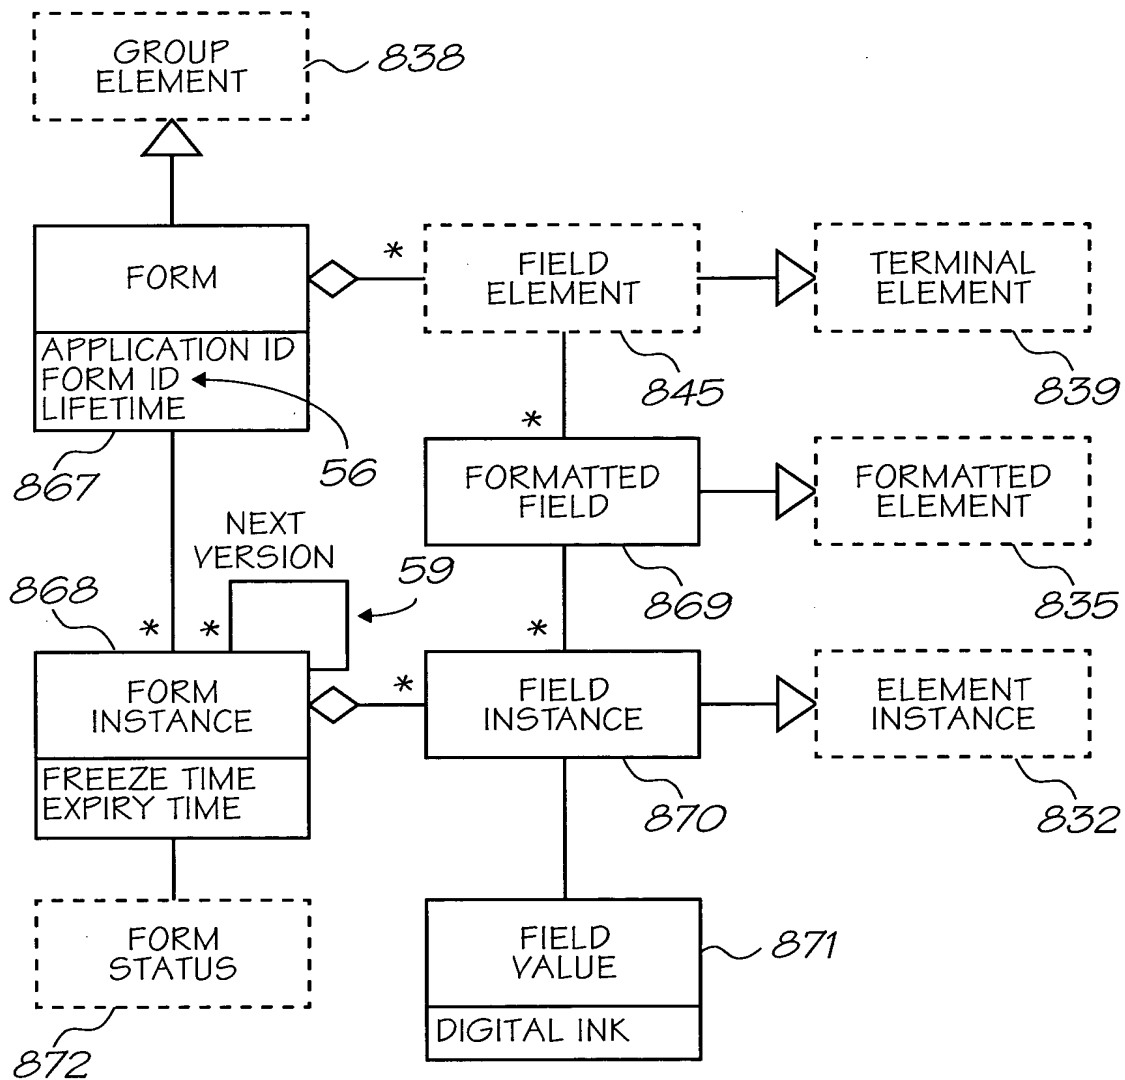 GROUP
ELEMENT
838
FORM
*
FIELD
ELEMENT
TERMINAL
ELEMENT
APPLICATION ID
FORM ID
LIFETIME
845
839
867
56
*
FORMATTED
FIELD
FORMATTED
ELEMENT
NEXT
VERSION
59
869
835
868
*
*
*
FORM
INSTANCE
*
FIELD
INSTANCE
ELEMENT
INSTANCE
FREEZE TIME
EXPIRY TIME
870
832
FORM
STATUS
FIELD
VALUE
871
DIGITAL INK
872